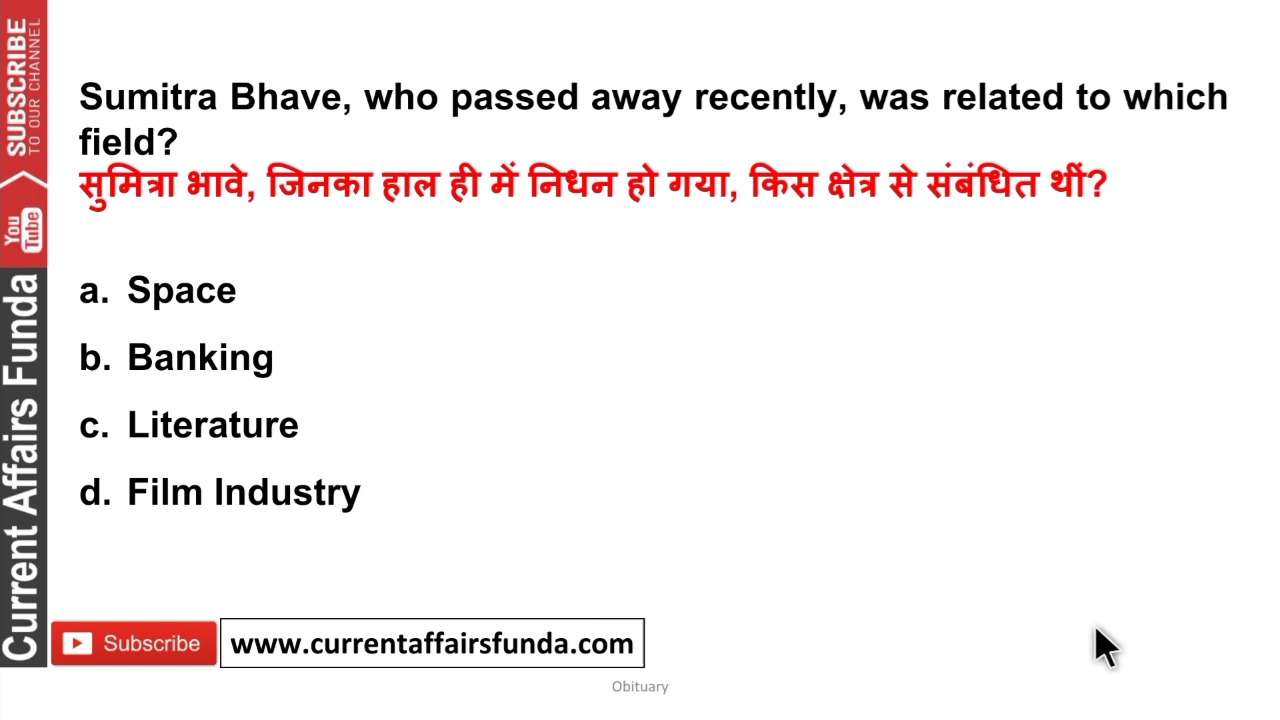 SUBSCRIBE
TO OUR CHANNEL
You
Tube
Current Affairs Funda
Sumitra Bhave, who passed away recently, was related to which
field?
सुमित्रा भावे, जिनका हाल ही में निधन हो गया, किस क्षेत्र से संबंधित थीं?
a. Space
b. Banking
c. Literature
d. Film Industry
Subscribe
www.currentaffairsfunda.com
Obituary